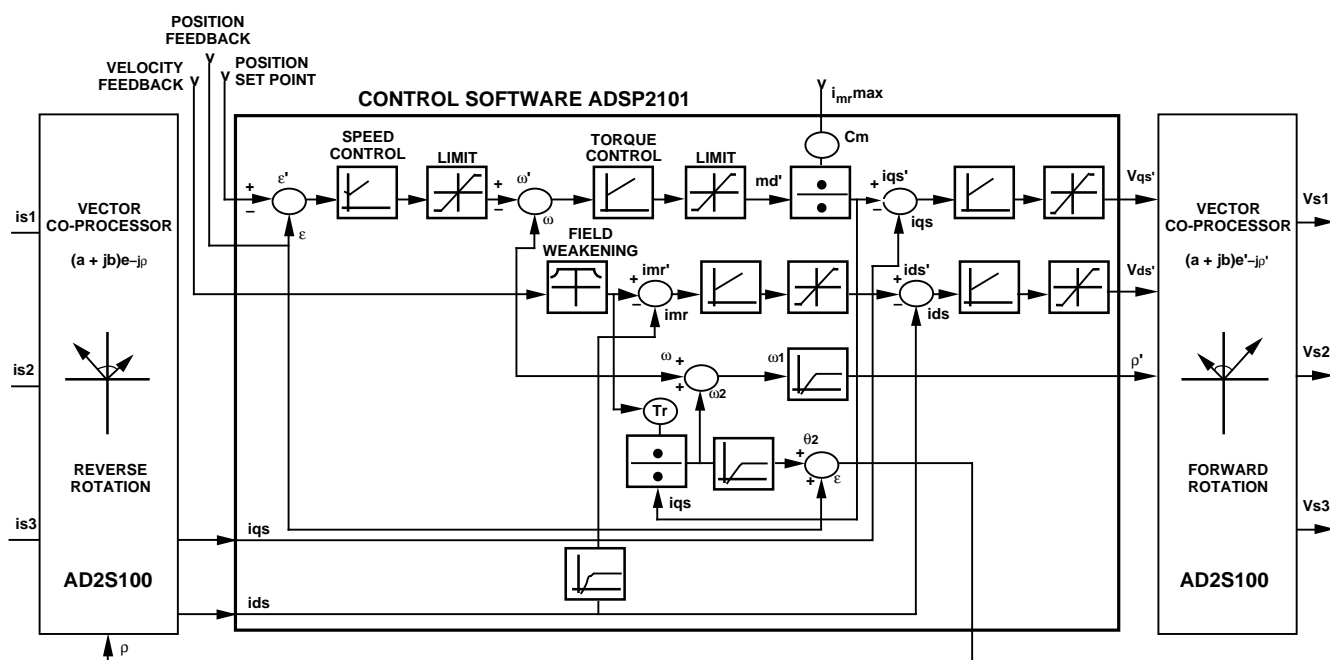 POSITION
FEEDBACK
VELOCITY
FEEDBACK
POSITION
SET POINT
CONTROL SOFTWARE ADSP2101
imrmax
Cm
SPEED
CONTROL
LIMIT
TORQUE
CONTROL
LIMIT
md'
ε'
+
−
ε
ω'
+
−
ω
iqs'
+
−
iqs
Vqs'
is1
VECTOR
CO-PROCESSOR
(a + jb)e−jρ
FIELD
WEAKENING
imr'
+
−
imr
ids'
+
−
ids
Vds'
VECTOR
CO-PROCESSOR
(a + jb)e'−jρ'
Vs1
is2
ω
+
+
ω2
ω1
ρ'
Vs2
Tr
θ2
+
+
ε
iqs
REVERSE
ROTATION
FORWARD
ROTATION
is3
iqs
Vs3
AD2S100
ids
AD2S100
ρ